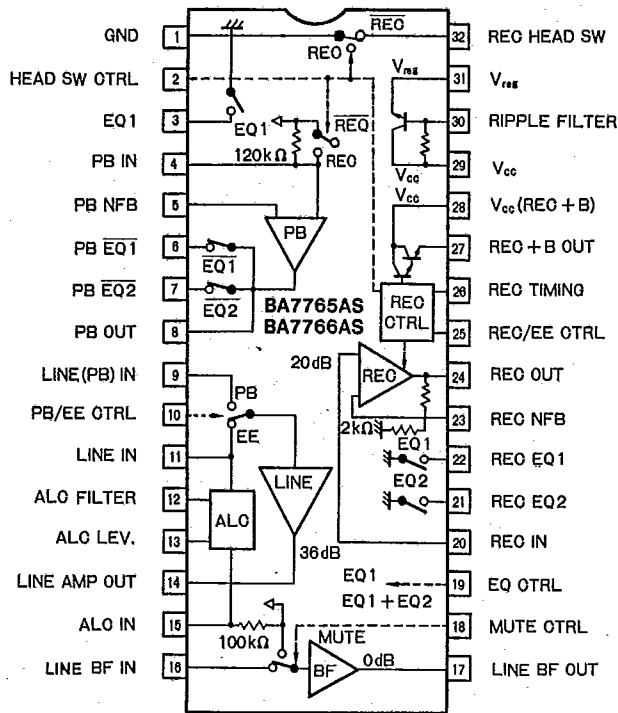 GND 1
HEAD SW CTRL 2
EQ1 3
PB IN 4
PB NFB 5
PB EQ1 6
PB EQ2 7
PB OUT 8
LINE(PB) IN 9
PB/EE CTRL 10
LINE IN 11
ALC FILTER 12
ALC LEV. 13
LINE AMP OUT 14
ALC IN 15
LINE BF IN 16
REC
REC
EQ1
120kΩ
REQ
REC
PB
EQ1
EQ2
BA7765AS
BA7766AS
PB
EE
ALC
LINE
36dB
100kΩ
MUTE
BF
0dB
Vreg
Vcc
Vcc
REC
CTRL
20dB
REC
2kΩ
EQ1
EQ2
EQ1
EQ1+EQ2
32 REC HEAD SW
31 Vreg
30 RIPPLE FILTER
29 Vcc
28 Vcc(REC+B)
27 REC+B OUT
26 REC TIMING
25 REC/EE CTRL
24 REC OUT
23 REC NFB
22 REC EQ1
21 REC EQ2
20 REC IN
19 EQ CTRL
18 MUTE CTRL
17 LINE BF OUT